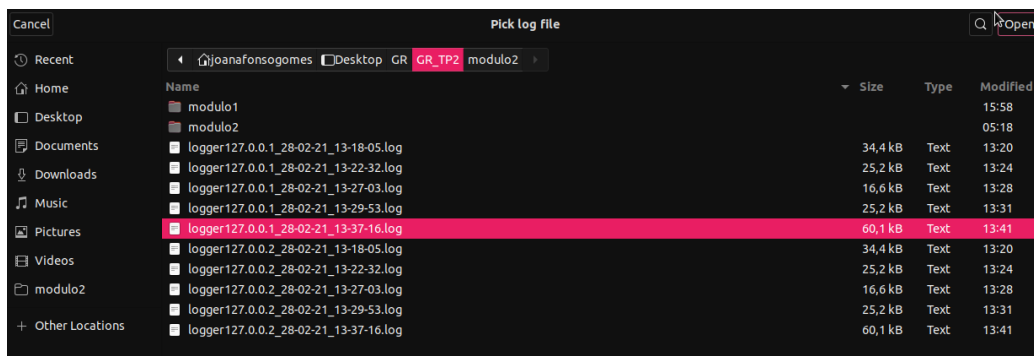 Cancel Pick log file Open
Recent
Home
Desktop
Documents
Downloads
Music
Pictures
Videos
modulo2
+ Other Locations
joanafonsogomes Desktop GR GR_TP2 modulo2
Name Size Type Modified
modulo1 15:58
modulo2 05:18
logger127.0.0.1_28-02-21_13-18-05.log 34,4 kB Text 13:20
logger127.0.0.1_28-02-21_13-22-32.log 25,2 kB Text 13:24
logger127.0.0.1_28-02-21_13-27-03.log 16,6 kB Text 13:28
logger127.0.0.1_28-02-21_13-29-53.log 25,2 kB Text 13:31
logger127.0.0.1_28-02-21_13-37-16.log 60,1 kB Text 13:41
logger127.0.0.2_28-02-21_13-18-05.log 34,4 kB Text 13:20
logger127.0.0.2_28-02-21_13-22-32.log 25,2 kB Text 13:24
logger127.0.0.2_28-02-21_13-27-03.log 16,6 kB Text 13:28
logger127.0.0.2_28-02-21_13-29-53.log 25,2 kB Text 13:31
logger127.0.0.2_28-02-21_13-37-16.log 60,1 kB Text 13:41